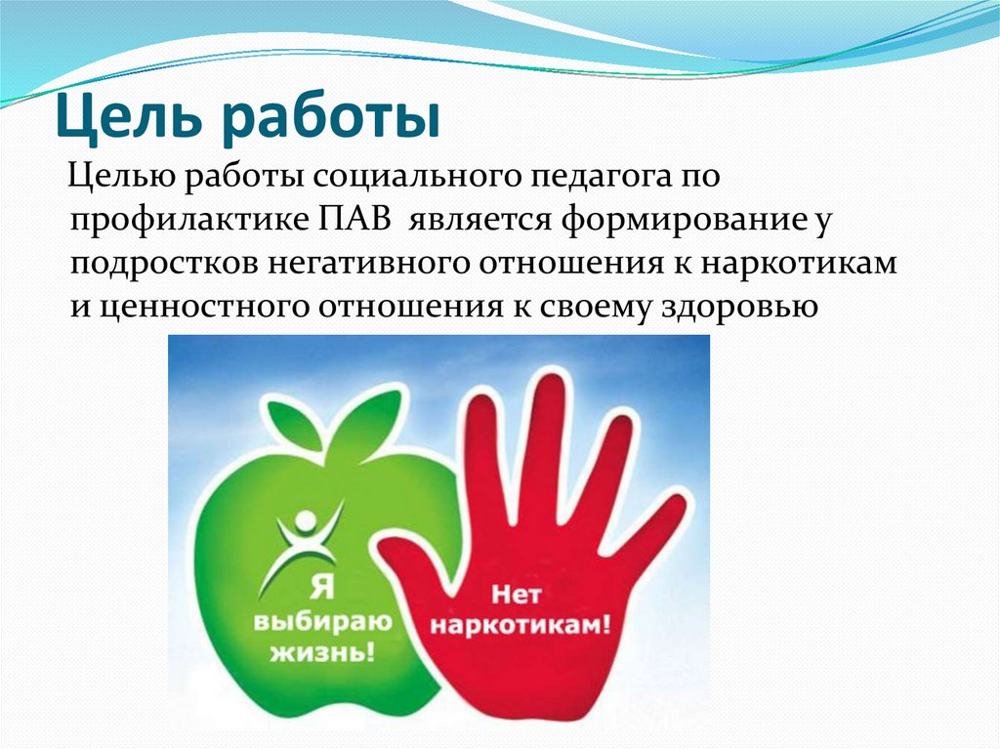 Цель работы
Целью работы социального педагога по
профилактике ПАВ является формирование у
подростков негативного отношения к наркотикам
и ценностного отношения к своему здоровью
Я
выбираю
жизнь!
Нет
наркотикам!